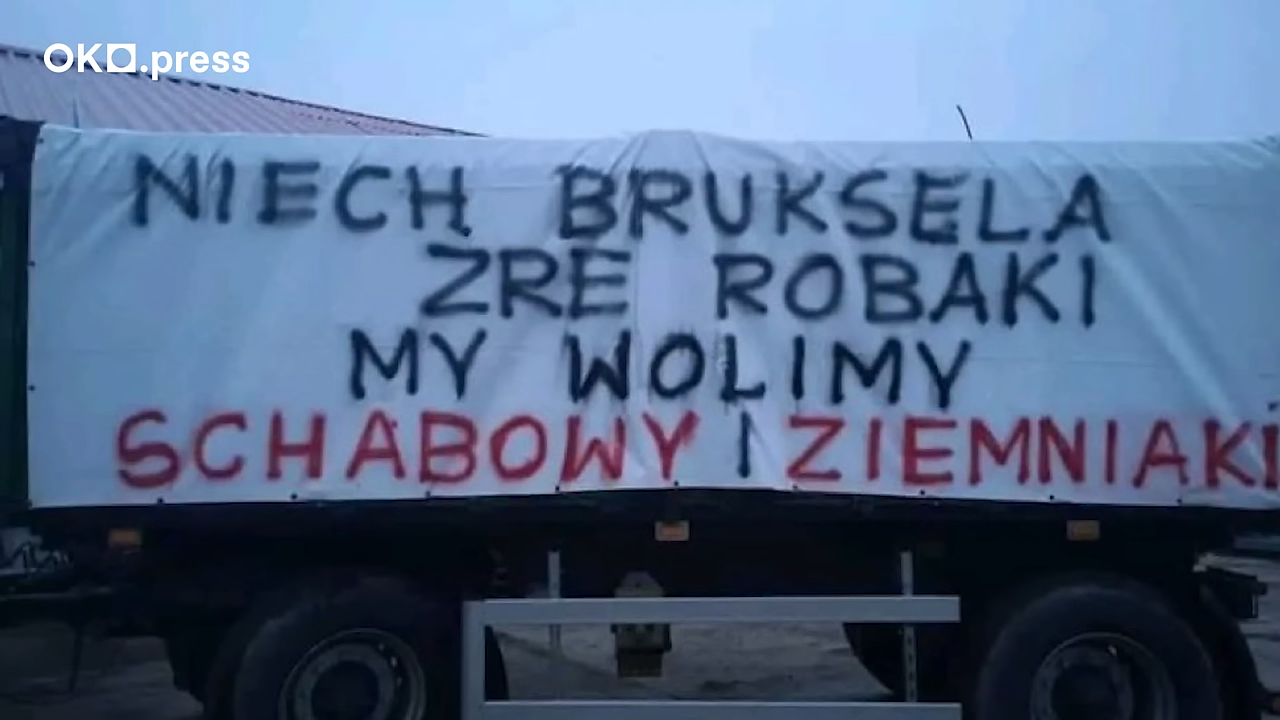 OKO.press
NIECH BRUKSELA
ZRE ROBAKI
MY WOLIMY
SCHABOWY I ZIEMNIAKI